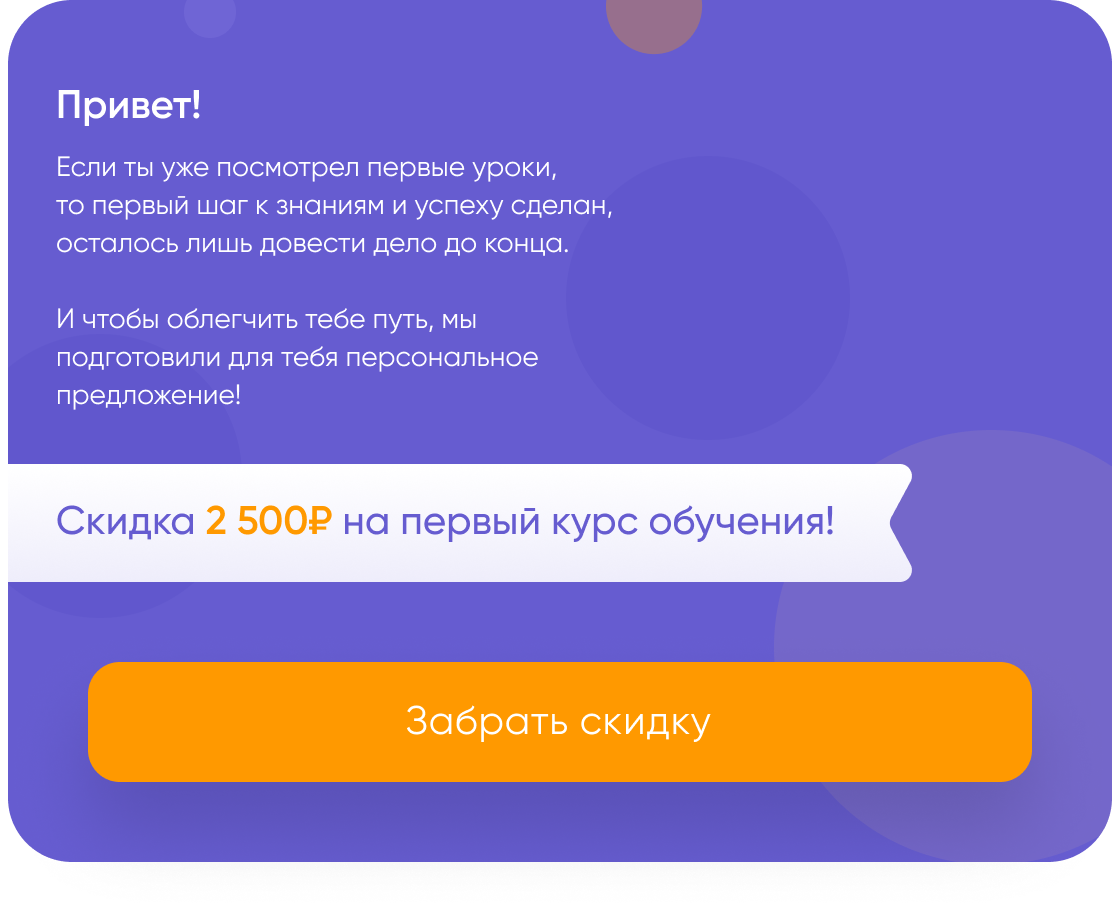 Привет!
Если ты уже посмотрел первые уроки,
то первый шаг к знаниям и успеху сделан,
осталось лишь довести дело до конца.
И чтобы облегчить тебе путь, мы
подготовили для тебя персональное
предложение!
Скидка 2 500₽ на первый курс обучения!
Забрать скидку